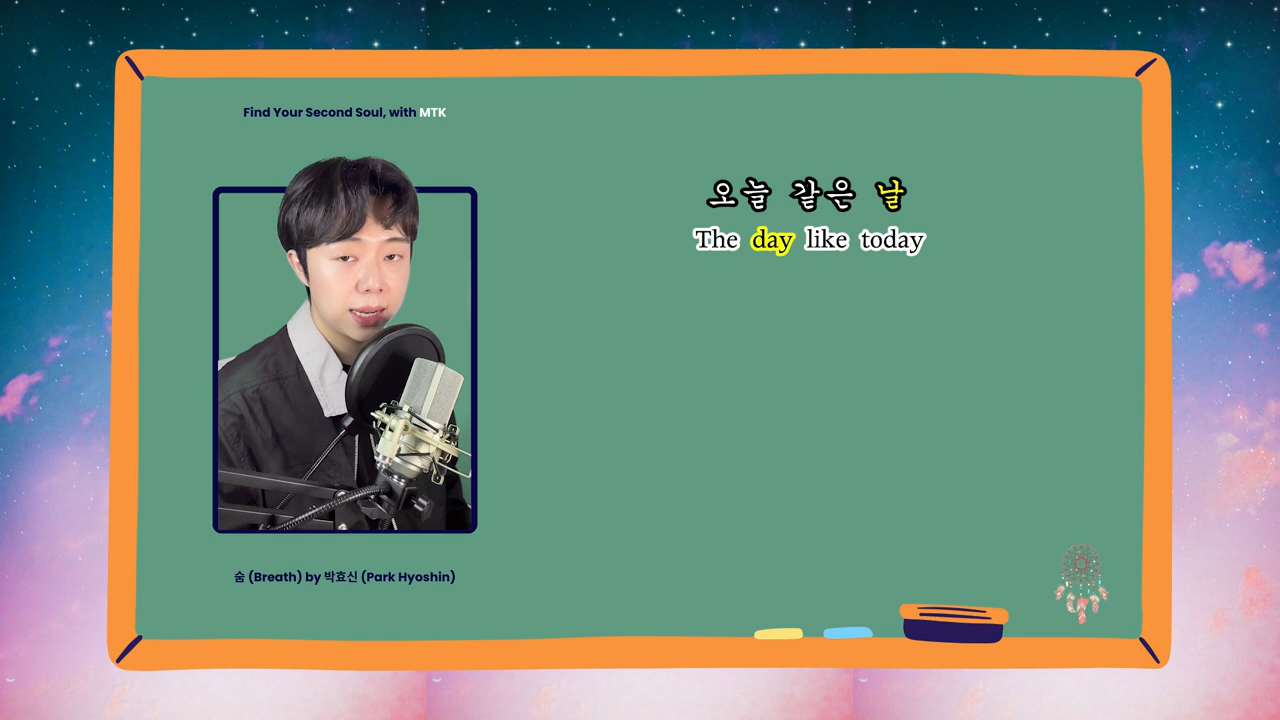 Find Your Second Soul, with MTK
오늘 같은 날
The day like today
숨 (Breath) by 박효신 (Park Hyoshin)